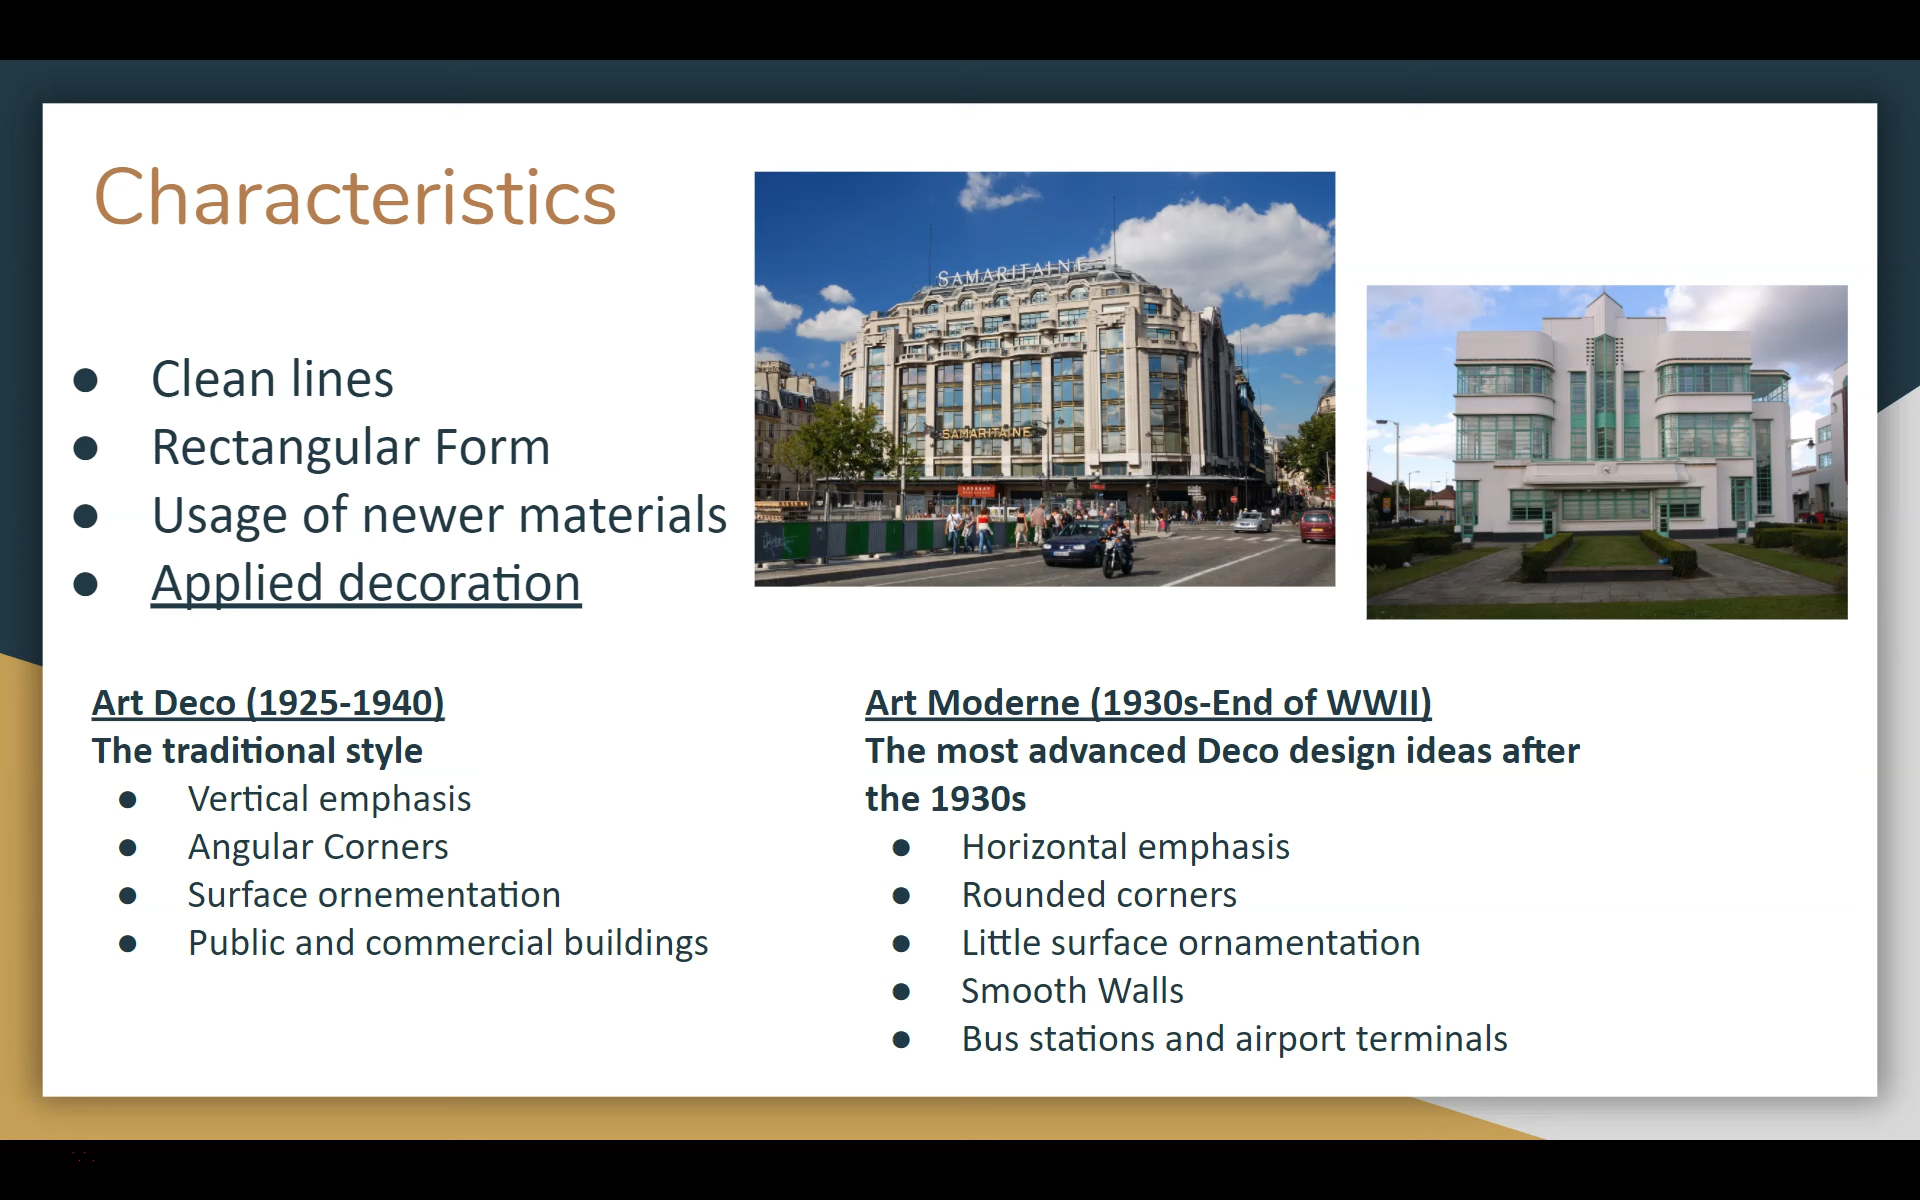 Characteristics
SAMARITAINE
SAMARITAINE
Clean lines
Rectangular Form
Usage of newer materials
Applied decoration
Art Deco (1925-1940)
The traditional style
Vertical emphasis
Angular Corners
Surface ornementation
Public and commercial buildings
Art Moderne (1930s-End of WWII)
The most advanced Deco design ideas after
the 1930s
Horizontal emphasis
Rounded corners
Little surface ornamentation
Smooth Walls
Bus stations and airport terminals